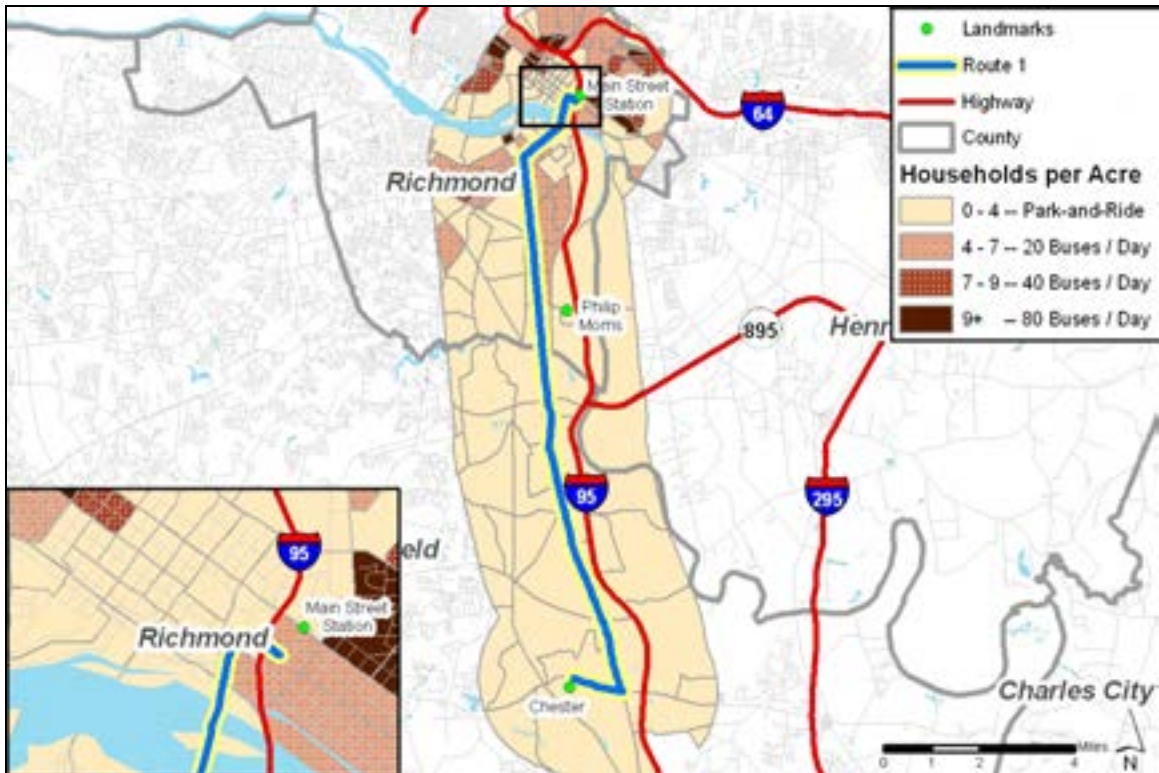 Landmarks
Route 1
Highway
County
Households per Acre
0 - 4 -- Park-and-Ride
4 - 7 -- 20 Buses / Day
7 - 9 -- 40 Buses / Day
9+ -- 80 Buses / Day
Main Street
Station
64
Richmond
Philip
Morris
895
Henr
95
295
eld
95
Main Street
Station
Richmond
Chester
Charles City
Miles
0 1 2 4
N